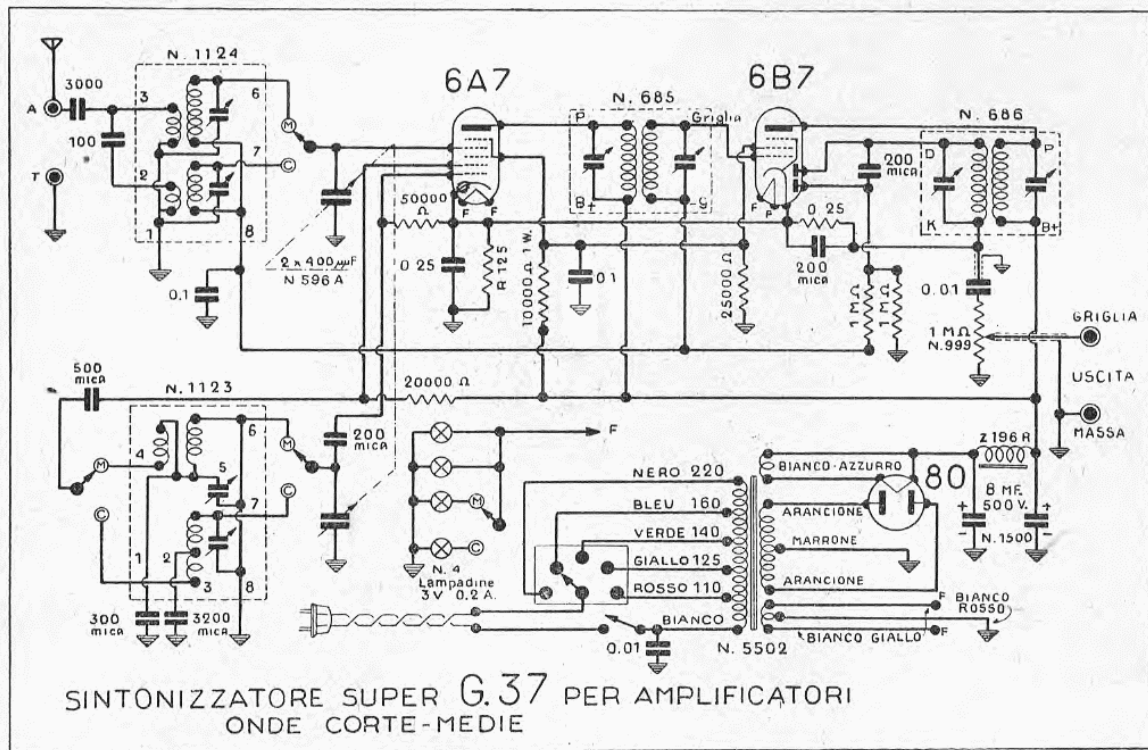 N. 1124
6A7
6B7
N. 685
N. 686
3000
A
3
6
M
P
Griglia
100
7
C
T
2
1
8
50000 Ω
F
F
B+
-g
F
F
F
200 mica
D
P
K
B+
0.25
200 mica
2 x 400 µµF
N 596 A
0.1
0 25
R 125
10000 Ω 1 W.
0 1
25000 Ω
1 MΩ
1 MΩ
0.01
1 MΩ
N.999
GRIGLIA
USCITA
MASSA
500 mica
N. 1123
20000 Ω
6
M
4
5
M
7
C
C
1
2
3
8
300 mica
3200 mica
200 mica
F
M
C
N. 4
Lampadine
3V 0.2 A.
NERO 220
BLEU 160
VERDE 140
GIALLO 125
ROSSO 110
BIANCO
0.01
N. 5502
BIANCO-AZZURRO
80
ARANCIONE
MARRONE
ARANCIONE
F
BIANCO ROSSO
BIANCO GIALLO
F
Z 196 R
8 MF.
500 V.
+
-
+
-
N. 1500
SINTONIZZATORE SUPER G.37 PER AMPLIFICATORI
ONDE CORTE-MEDIE